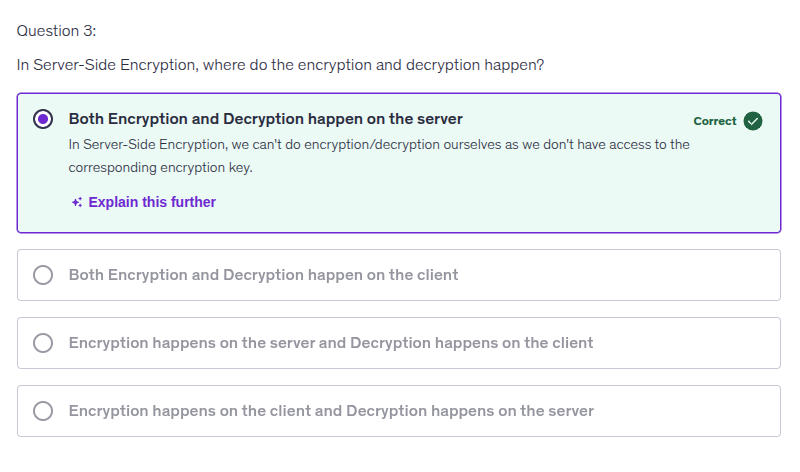 Question 3:
In Server-Side Encryption, where do the encryption and decryption happen?
Both Encryption and Decryption happen on the server
Correct
In Server-Side Encryption, we can't do encryption/decryption ourselves as we don't have access to the
corresponding encryption key.
Explain this further
Both Encryption and Decryption happen on the client
Encryption happens on the server and Decryption happens on the client
Encryption happens on the client and Decryption happens on the server